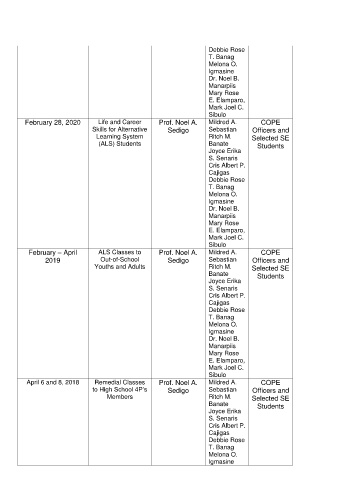 Debbie Rose
T. Banag
Melona O.
Igmasine
Dr. Noel B.
Manarpiis
Mary Rose
E. Elamparo,
Mark Joel C.
Sibulo
February 28, 2020
Life and Career
Skills for Alternative
Learning System
(ALS) Students
Prof. Noel A.
Sedigo
Mildred A.
Sebastian
Ritch M.
Banate
Joyce Erika
S. Senaris
Cris Albert P.
Cajigas
Debbie Rose
T. Banag
Melona O.
Igmasine
Dr. Noel B.
Manarpiis
Mary Rose
E. Elamparo,
Mark Joel C.
Sibulo
COPE
Officers and
Selected SE
Students
February – April
2019
ALS Classes to
Out-of-School
Youths and Adults
Prof. Noel A.
Sedigo
Mildred A.
Sebastian
Ritch M.
Banate
Joyce Erika
S. Senaris
Cris Albert P.
Cajigas
Debbie Rose
T. Banag
Melona O.
Igmasine
Dr. Noel B.
Manarpiis
Mary Rose
E. Elamparo,
Mark Joel C.
Sibulo
COPE
Officers and
Selected SE
Students
April 6 and 8, 2018
Remedial Classes
to High School 4P's
Members
Prof. Noel A.
Sedigo
Mildred A.
Sebastian
Ritch M.
Banate
Joyce Erika
S. Senaris
Cris Albert P.
Cajigas
Debbie Rose
T. Banag
Melona O.
Igmasine
COPE
Officers and
Selected SE
Students